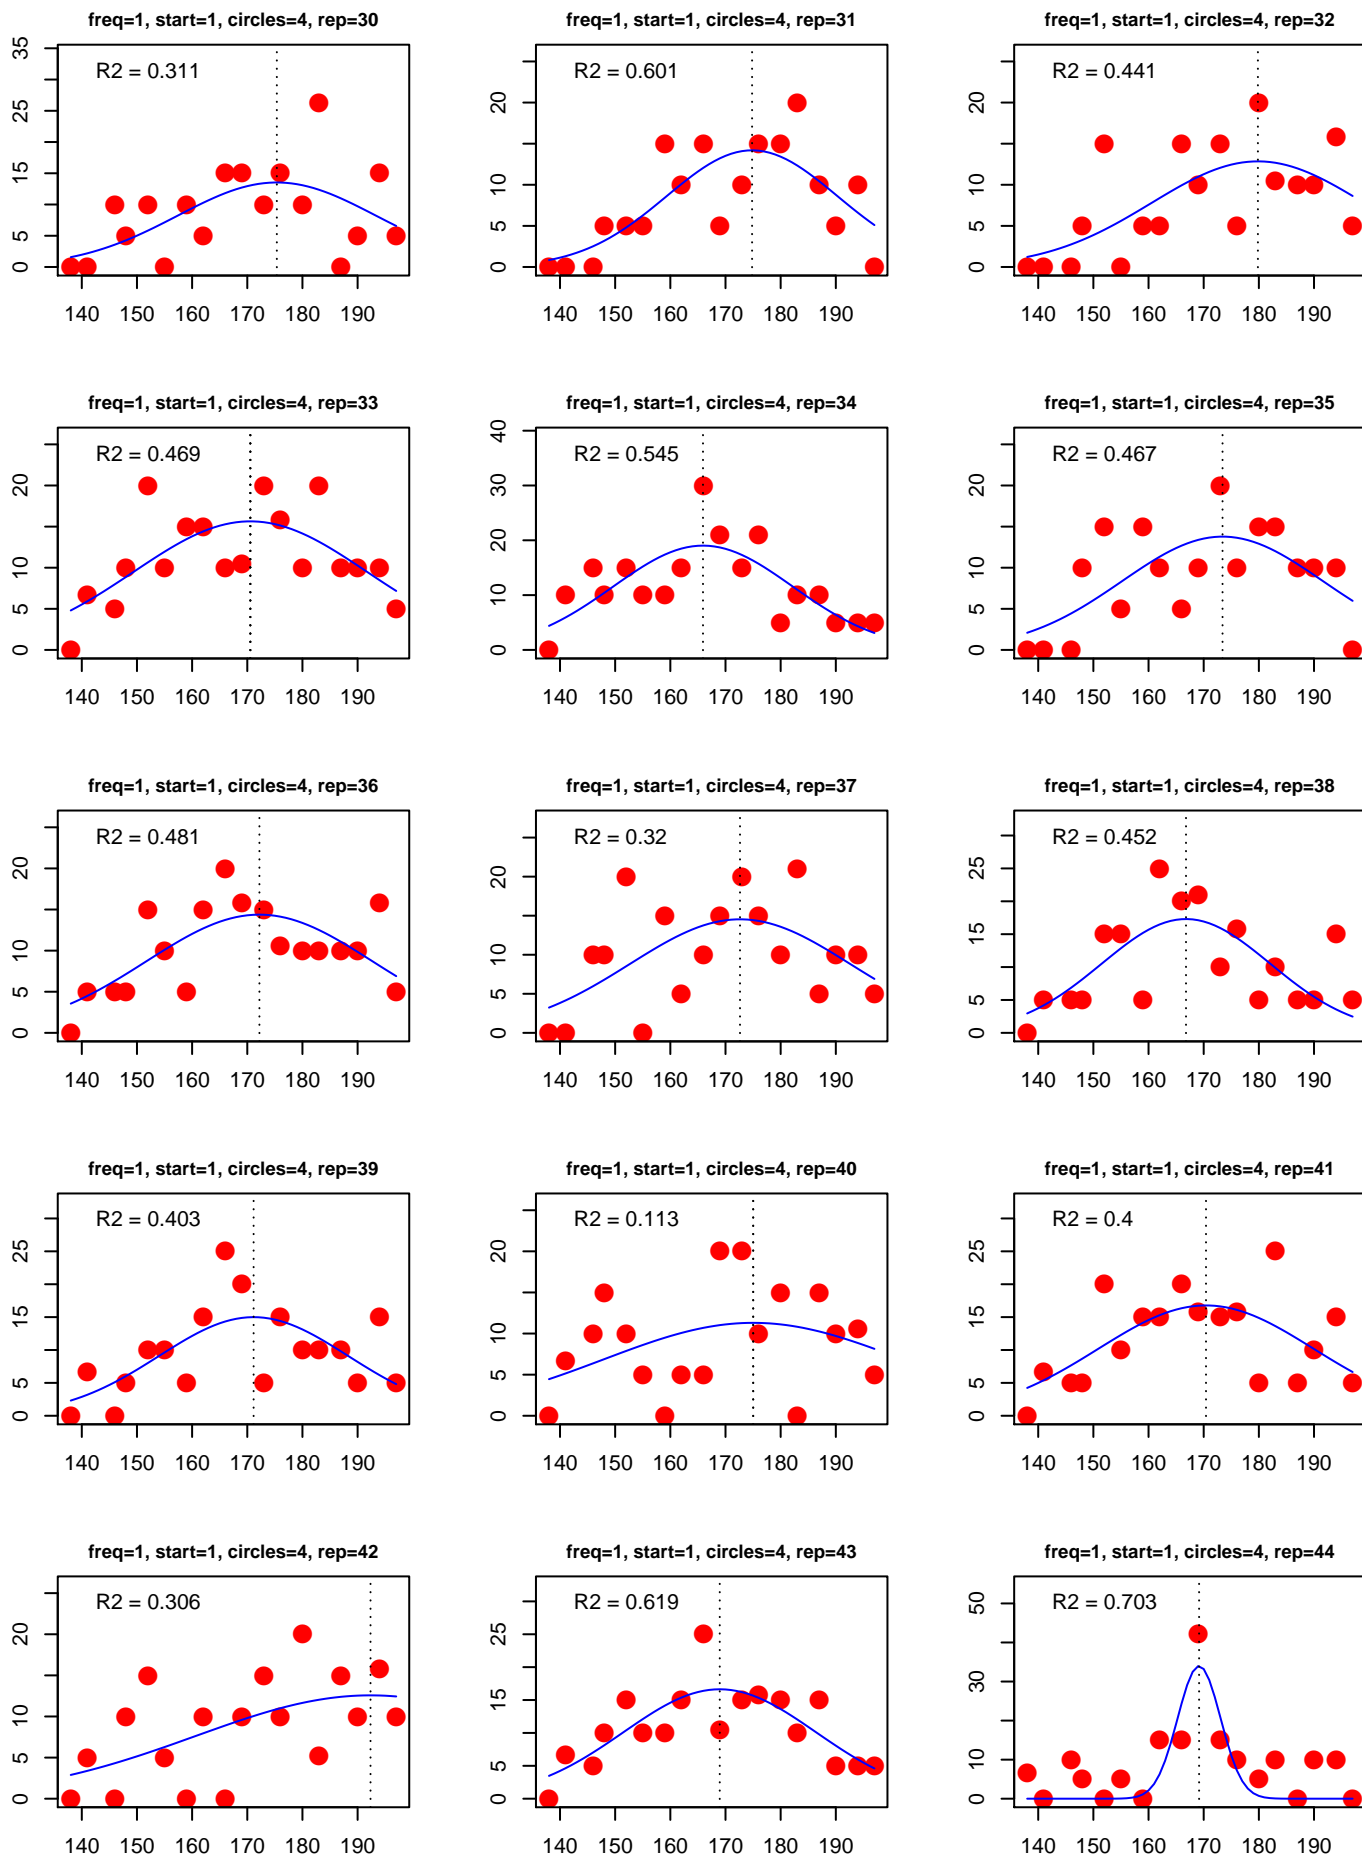 freq=1, start=1, circles=4, rep=30
R2 = 0.311
0 5 15 25 35
140 150 160 170 180 190
freq=1, start=1, circles=4, rep=31
R2 = 0.601
0 5 10 20
140 150 160 170 180 190
freq=1, start=1, circles=4, rep=32
R2 = 0.441
0 5 10 20
140 150 160 170 180 190
freq=1, start=1, circles=4, rep=33
R2 = 0.469
0 5 10 20
140 150 160 170 180 190
freq=1, start=1, circles=4, rep=34
R2 = 0.545
0 10 20 30 40
140 150 160 170 180 190
freq=1, start=1, circles=4, rep=35
R2 = 0.467
0 5 10 20
140 150 160 170 180 190
freq=1, start=1, circles=4, rep=36
R2 = 0.481
0 5 10 20
140 150 160 170 180 190
freq=1, start=1, circles=4, rep=37
R2 = 0.32
0 5 10 20
140 150 160 170 180 190
freq=1, start=1, circles=4, rep=38
R2 = 0.452
0 5 15 25
140 150 160 170 180 190
freq=1, start=1, circles=4, rep=39
R2 = 0.403
0 5 15 25
140 150 160 170 180 190
freq=1, start=1, circles=4, rep=40
R2 = 0.113
0 5 10 20
140 150 160 170 180 190
freq=1, start=1, circles=4, rep=41
R2 = 0.4
0 5 15 25
140 150 160 170 180 190
freq=1, start=1, circles=4, rep=42
R2 = 0.306
0 5 10 20
140 150 160 170 180 190
freq=1, start=1, circles=4, rep=43
R2 = 0.619
0 5 15 25
140 150 160 170 180 190
freq=1, start=1, circles=4, rep=44
R2 = 0.703
0 10 30 50
140 150 160 170 180 190